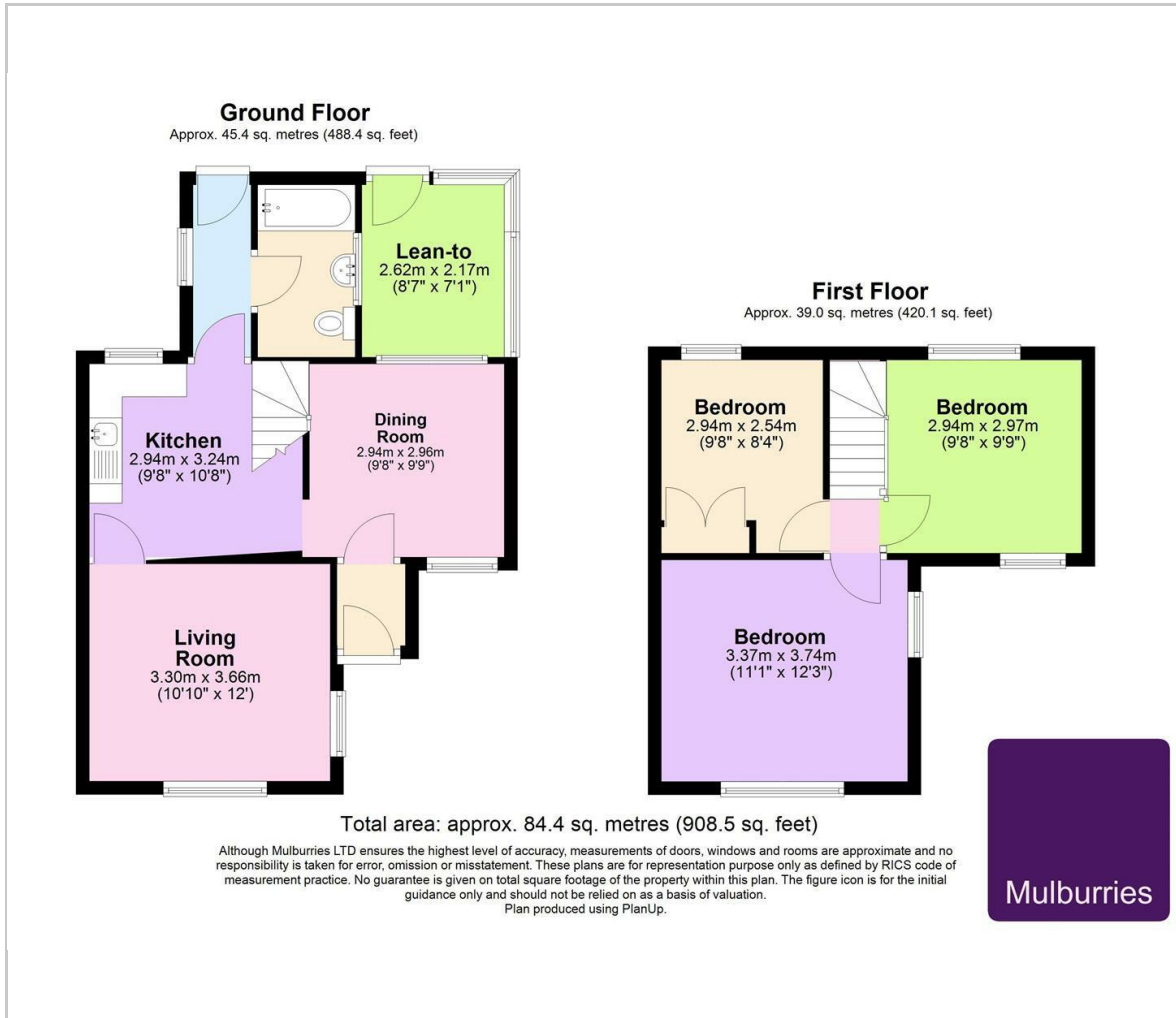 Ground Floor
Approx. 45.4 sq. metres (488.4 sq. feet)
Lean-to
2.62m x 2.17m
(8'7" x 7'1")
Kitchen
2.94m x 3.24m
(9'8" x 10'8")
Dining
Room
2.94m x 2.96m
(9'8" x 9'9")
Living
Room
3.30m x 3.66m
(10'10" x 12')
First Floor
Approx. 39.0 sq. metres (420.1 sq. feet)
Bedroom
2.94m x 2.54m
(9'8" x 8'4")
Bedroom
2.94m x 2.97m
(9'8" x 9'9")
Bedroom
3.37m x 3.74m
(11'1" x 12'3")
Total area: approx. 84.4 sq. metres (908.5 sq. feet)
Although Mulburries LTD ensures the highest level of accuracy, measurements of doors, windows and rooms are approximate and no
responsibility is taken for error, omission or misstatement. These plans are for representation purpose only as defined by RICS code of
measurement practice. No guarantee is given on total square footage of the property within this plan. The figure icon is for the initial
guidance only and should not be relied on as a basis of valuation.
Plan produced using PlanUp.
Mulburries